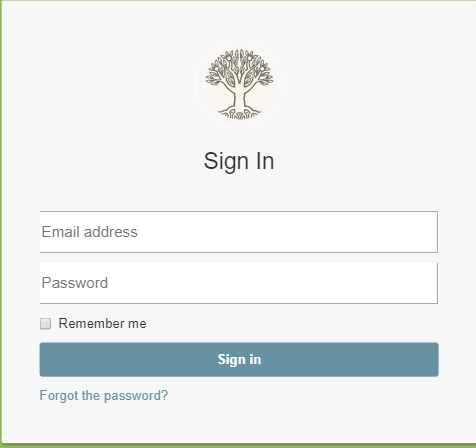 Sign In
Email address
Password
Remember me
Sign in
Forgot the password?